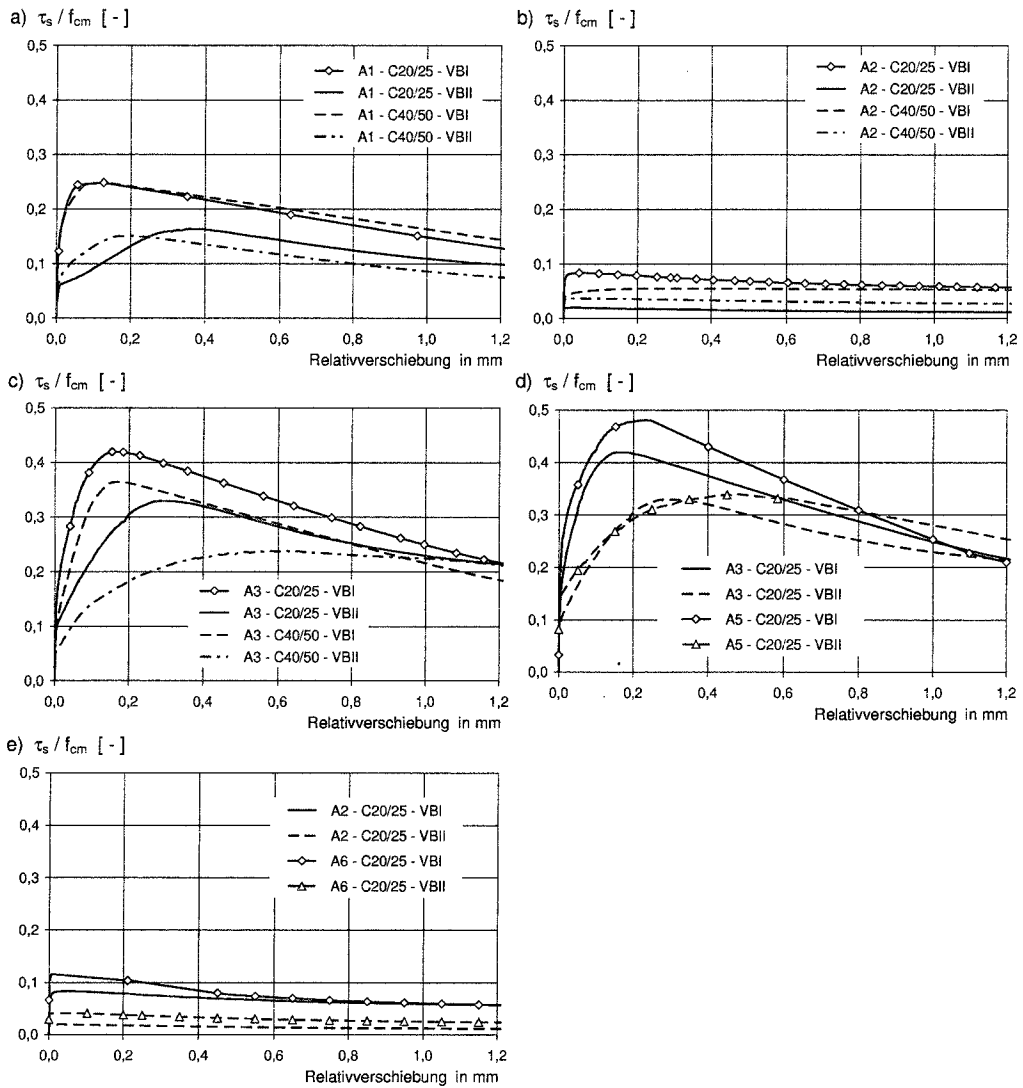 a) τs / fcm [ - ]
0,5
0,4
0,3
0,2
0,1
0,0
A1 - C20/25 - VBI
A1 - C20/25 - VBII
A1 - C40/50 - VBI
A1 - C40/50 - VBII
0,0 0,2 0,4 0,6 0,8 1,0 1,2
Relativverschiebung in mm
b) τs / fcm [ - ]
0,5
0,4
0,3
0,2
0,1
0,0
A2 - C20/25 - VBI
A2 - C20/25 - VBII
A2 - C40/50 - VBI
A2 - C40/50 - VBII
0,0 0,2 0,4 0,6 0,8 1,0 1,2
Relativverschiebung in mm
c) τs / fcm [ - ]
0,5
0,4
0,3
0,2
0,1
0,0
A3 - C20/25 - VBI
A3 - C20/25 - VBII
A3 - C40/50 - VBI
A3 - C40/50 - VBII
0,0 0,2 0,4 0,6 0,8 1,0 1,2
Relativverschiebung in mm
d) τs / fcm [ - ]
0,5
0,4
0,3
0,2
0,1
0,0
A3 - C20/25 - VBI
A3 - C20/25 - VBII
A5 - C20/25 - VBI
A5 - C20/25 - VBII
0,0 0,2 0,4 0,6 0,8 1,0 1,2
Relativverschiebung in mm
e) τs / fcm [ - ]
0,5
0,4
0,3
0,2
0,1
0,0
A2 - C20/25 - VBI
A2 - C20/25 - VBII
A6 - C20/25 - VBI
A6 - C20/25 - VBII
0,0 0,2 0,4 0,6 0,8 1,0 1,2
Relativverschiebung in mm